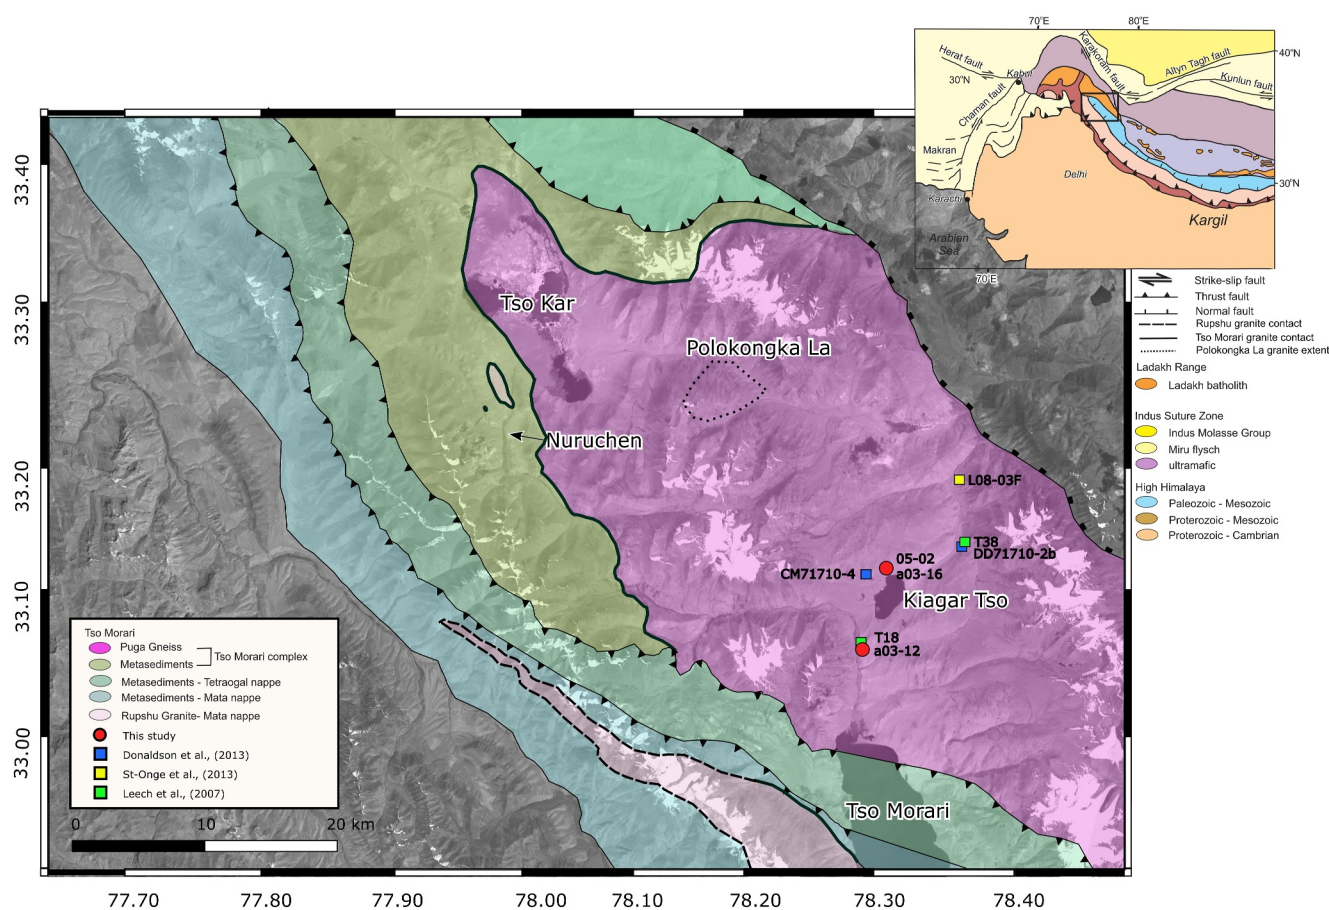 70°E
80°E
40°N
30°N
30°N
70°E
Herat fault
Kabul
Chaman fault
Karakoram fault
Altyn Tagh fault
Kunlun fault
Makran
Karachi
Delhi
Arabian
Sea
Kargil
Strike-slip fault
Thrust fault
Normal fault
Rupshu granite contact
Tso Morari granite contact
Polokongka La granite extent
Ladakh Range
Ladakh batholith
Indus Suture Zone
Indus Molasse Group
Miru flysch
ultramafic
High Himalaya
Paleozoic - Mesozoic
Proterozoic - Mesozoic
Proterozoic - Cambrian
33.40
33.30
33.20
33.10
33.00
Tso Kar
Polokongka La
Nuruchen
L08-03F
T38
DD71710-2b
05-02
a03-16
CM71710-4
Kiagar Tso
T18
a03-12
Tso Morari
Tso Morari
Puga Gneiss
Metasediments
Tso Morari complex
Metasediments - Tetraogal nappe
Metasediments - Mata nappe
Rupshu Granite- Mata nappe
This study
Donaldson et al., (2013)
St-Onge et al., (2013)
Leech et al., (2007)
0 10 20 km
77.70 77.80 77.90 78.00 78.20 78.30 78.40